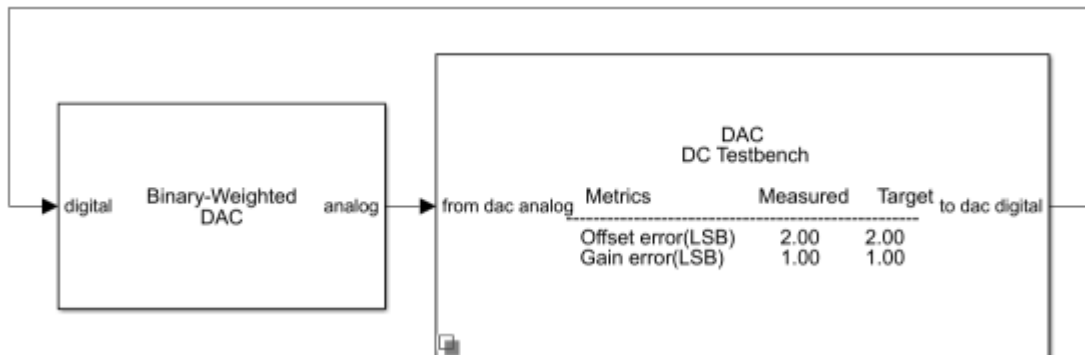 digital
Binary-Weighted
DAC
analog
from dac analog
DAC
DC Testbench
Metrics Measured Target
Offset error(LSB) 2.00 2.00
Gain error(LSB) 1.00 1.00
to dac digital